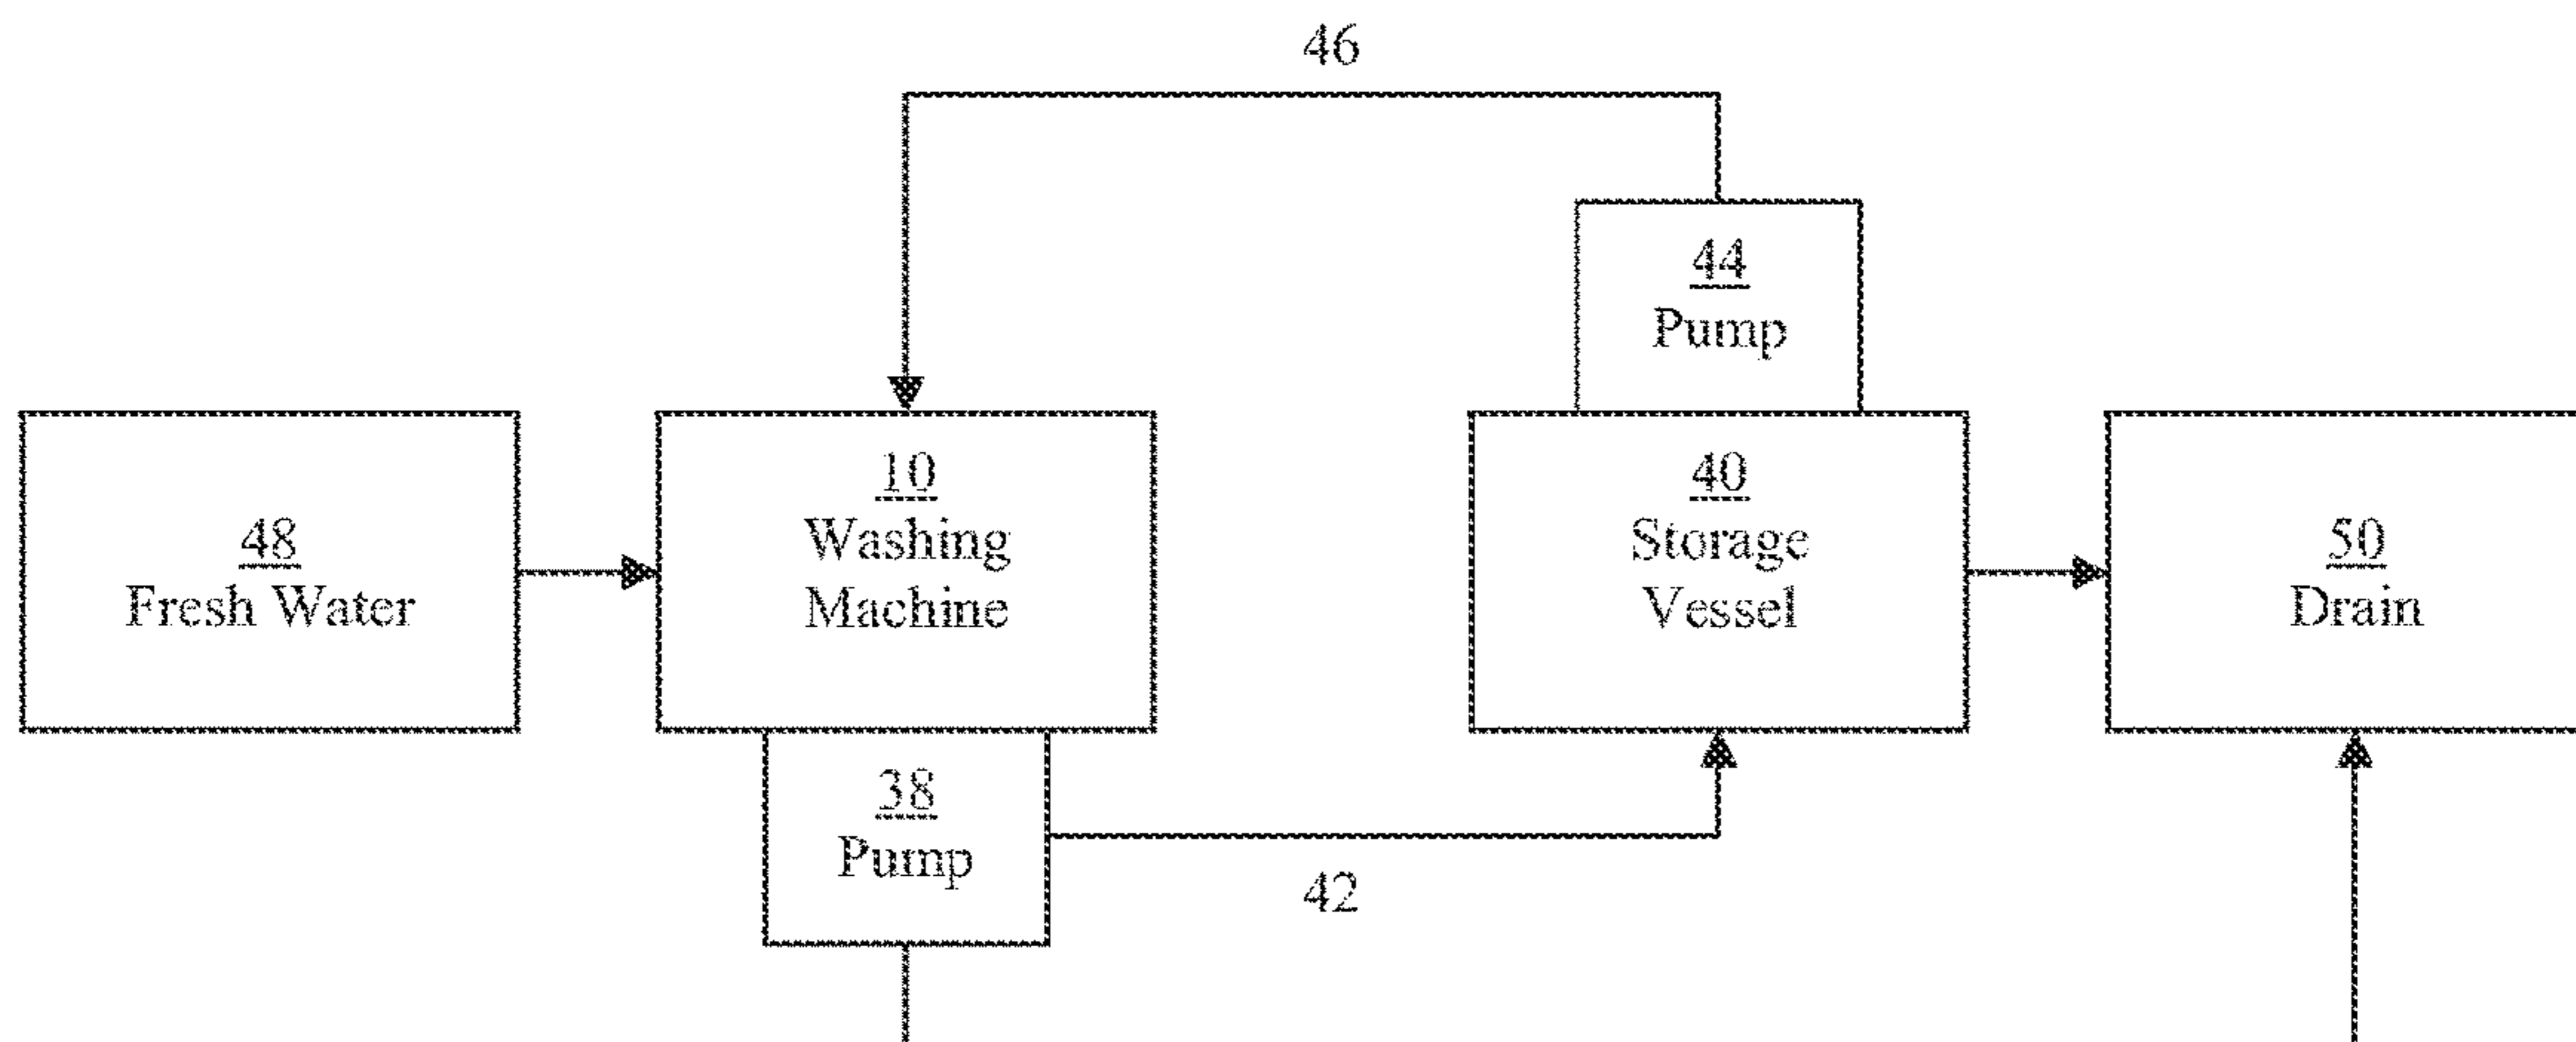 46
44
Pump
48
Fresh Water
10
Washing
Machine
40
Storage
Vessel
50
Drain
38
Pump
42